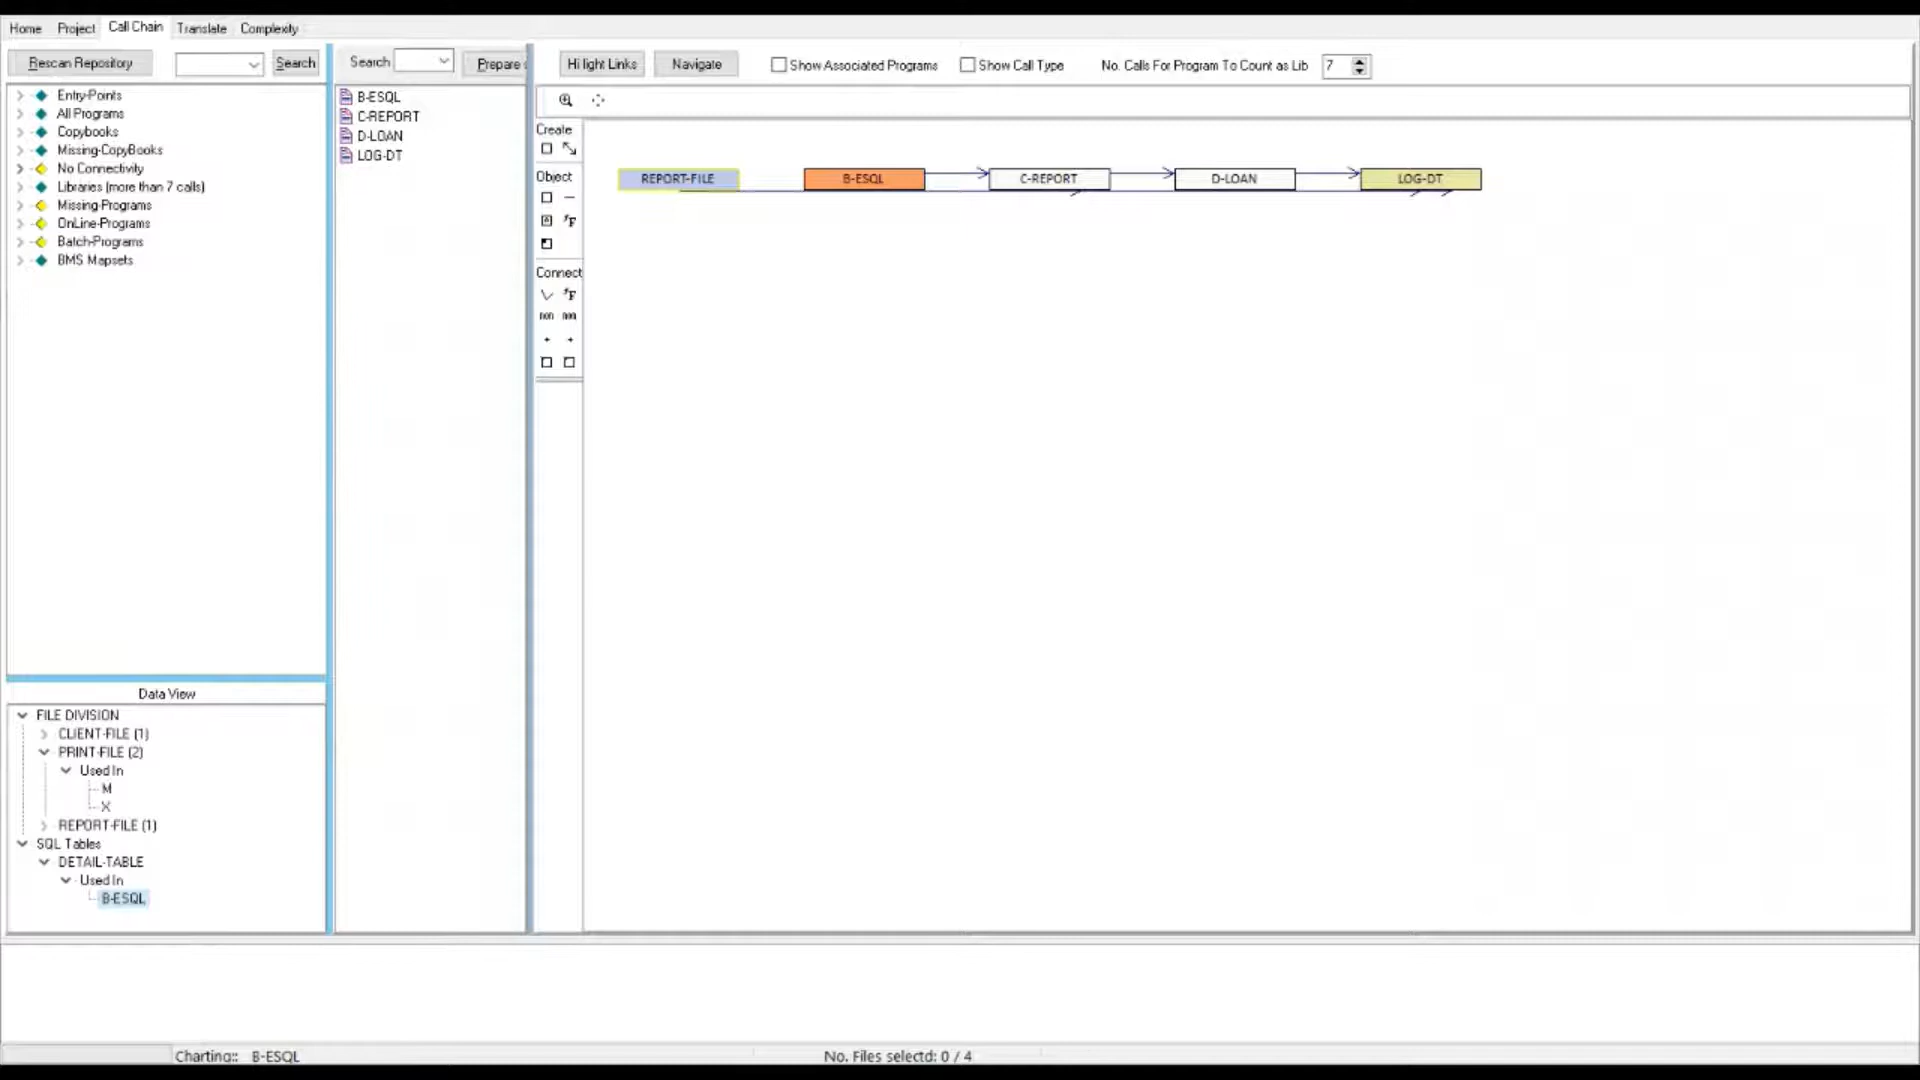 Home Project Call Chain Translate Complexity
Rescan Repository Search
Search Prepare
Hi light Links Navigate Show Associated Programs Show Call Type No. Calls For Program To Count as Lib 7
Entry-Points
All Programs
Copybooks
Missing-CopyBooks
No Connectivity
Libraries (more than 7 calls)
Missing-Programs
OnLine-Programs
Batch-Programs
BMS Mapsets
B-ESQL
C-REPORT
D-LOAN
LOG-DT
Create
Object
Connect
REPORT-FILE B-ESQL C-REPORT D-LOAN LOG-DT
Data View
FILE DIVISION
CLIENT-FILE (1)
PRINT-FILE (2)
Used In
M
X
REPORT-FILE (1)
SQL Tables
DETAIL-TABLE
Used In
B-ESQL
Charting:: B-ESQL No. Files selectd: 0 / 4